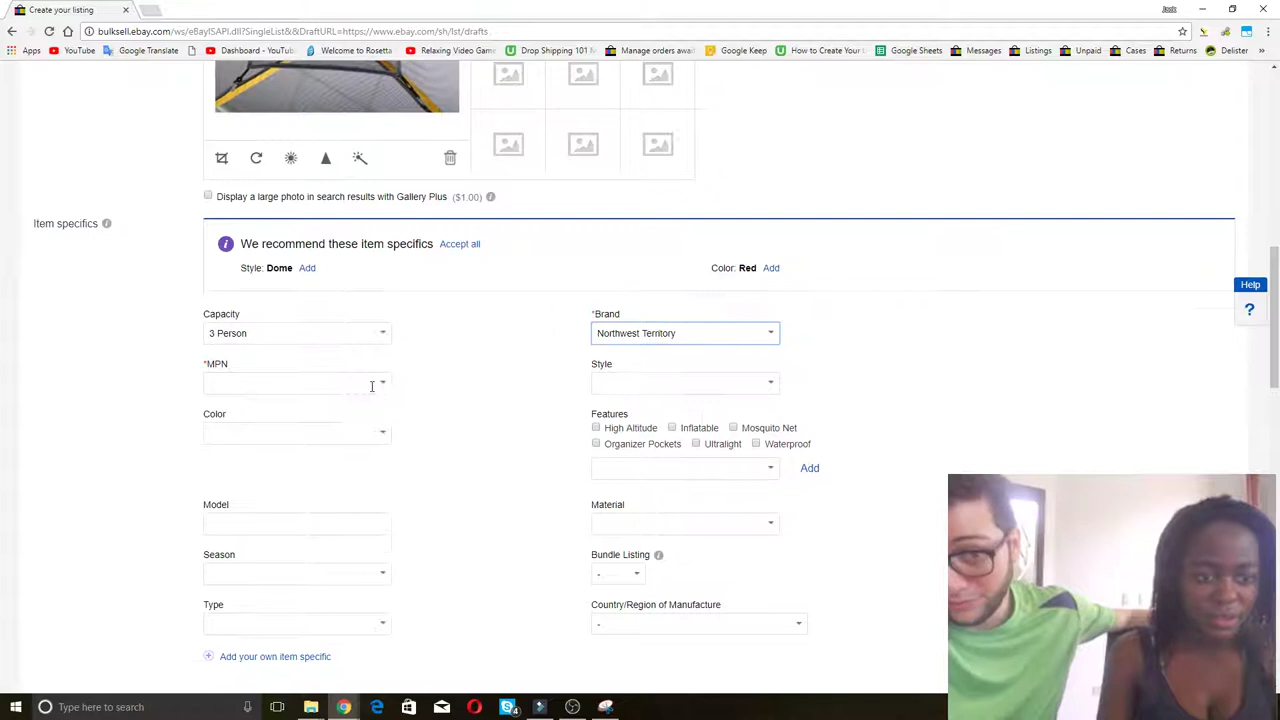 Create your listing
bulksell.ebay.com/ws/eBayISAPI.dll?SingleList&&DraftURL=https://www.ebay.com/sh/lst/drafts
Apps YouTube Google Translate Dashboard - YouTu Welcome to Rosetta Relaxing Video Game Drop Shipping 101 M Manage orders awai Google Keep How to Create Your Google Sheets Messages Listings Unpaid Cases Returns Delister »
Display a large photo in search results with Gallery Plus ($1.00)
Item specifics
We recommend these item specifics Accept all
Style: Dome Add Color: Red Add
Help
?
Capacity *Brand
3 Person Northwest Territory
*MPN Style
Color Features
High Altitude Inflatable Mosquito Net
Organizer Pockets Ultralight Waterproof
Add
Model Material
Season Bundle Listing
-
Type Country/Region of Manufacture
-
Add your own item specific
Type here to search
4